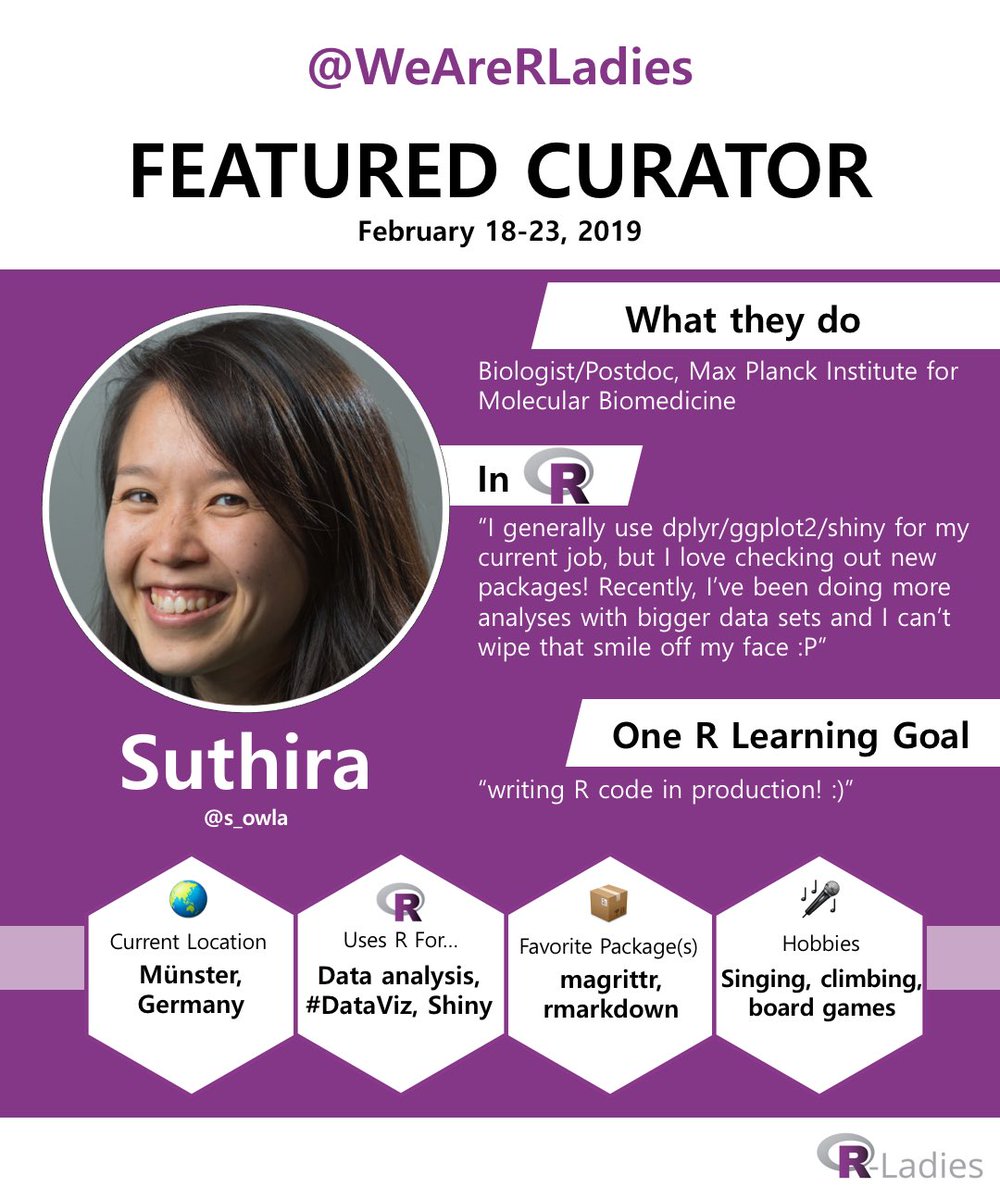 @WeAreRLadies
FEATURED CURATOR
February 18-23, 2019
What they do
Biologist/Postdoc, Max Planck Institute for
Molecular Biomedicine
In R
“I generally use dplyr/ggplot2/shiny for my
current job, but I love checking out new
packages! Recently, I’ve been doing more
analyses with bigger data sets and I can’t
wipe that smile off my face :P”
One R Learning Goal
“writing R code in production! :)”
Suthira
@s_owla
Current Location
Münster,
Germany
R
Uses R For...
Data analysis,
#DataViz, Shiny
Favorite Package(s)
magrittr,
rmarkdown
Hobbies
Singing, climbing,
board games
R-Ladies